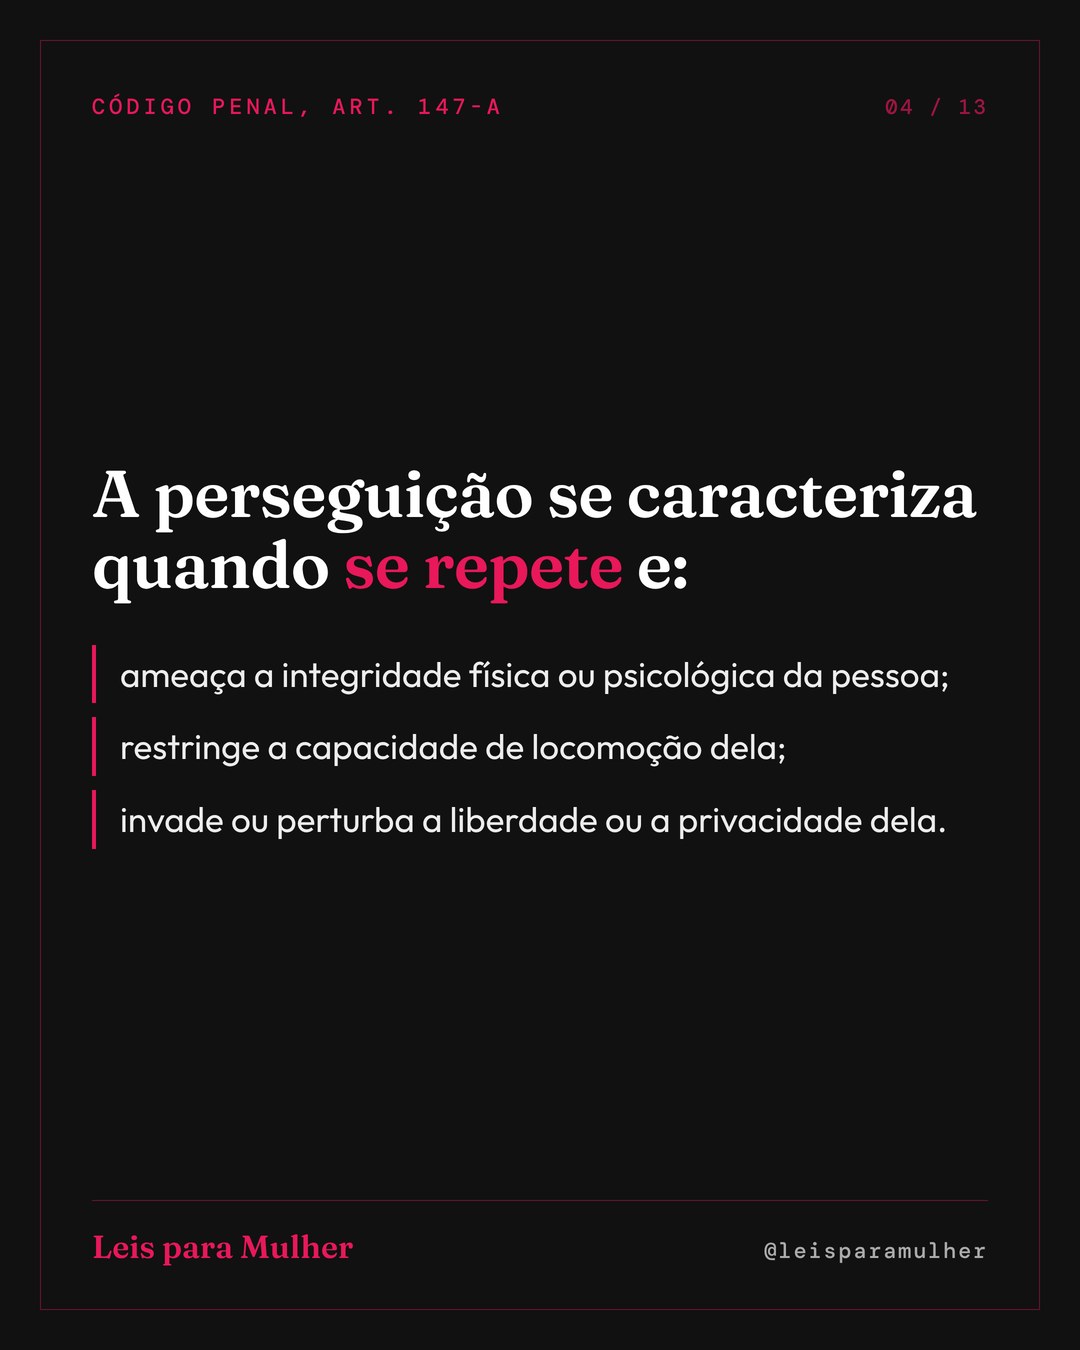 CÓDIGO PENAL, ART. 147-A
04 / 13
A perseguição se caracteriza
quando se repete e:
ameaça a integridade física ou psicológica da pessoa;
restringe a capacidade de locomoção dela;
invade ou perturba a liberdade ou a privacidade dela.
Leis para Mulher
@leisparamulher